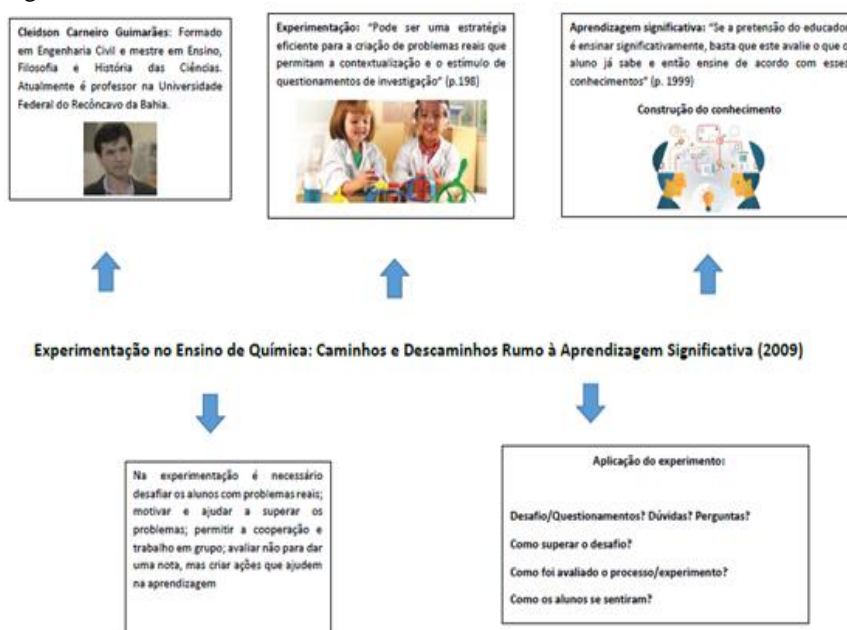 Cleidson Carneiro Guimarães: Formado
em Engenharia Civil e mestre em Ensino,
Filosofia e História das Ciências.
Atualmente é professor na Universidade
Federal do Recôncavo da Bahia.
Experimentação: "Pode ser uma estratégia
eficiente para a criação de problemas reais que
permitam a contextualização e o estímulo de
questionamentos de investigação" (p.198)
Aprendizagem significativa: "Se a pretensão do educador
é ensinar significativamente, basta que este avalie o que o
aluno já sabe e então ensine de acordo com esses
conhecimentos" (p. 1999)
Construção do conhecimento
Experimentação no Ensino de Química: Caminhos e Descaminhos Rumo à Aprendizagem Significativa (2009)
Na experimentação é necessário
desafiar os alunos com problemas reais;
motivar e ajudar a superar os
problemas; permitir a cooperação e
trabalho em grupo; avaliar não para dar
uma nota, mas criar ações que ajudem
na aprendizagem
Aplicação do experimento:
Desafio/Questionamentos? Dúvidas? Perguntas?
Como superar o desafio?
Como foi avaliado o processo/experimento?
Como os alunos se sentiram?